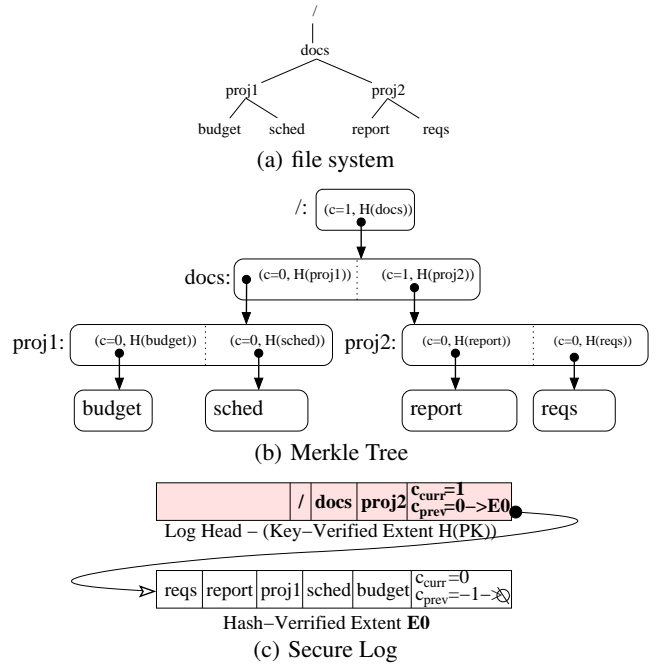 /
docs
proj1 proj2
budget sched report reqs
(a) file system
/: (c=1, H(docs))
docs: (c=0, H(proj1)) (c=1, H(proj2))
proj1: (c=0, H(budget)) (c=0, H(sched)) proj2: (c=0, H(report)) (c=0, H(reqs))
budget sched report reqs
(b) Merkle Tree
/ docs proj2 c_curr=1
c_prev=0->E0
Log Head – (Key–Verified Extent H(PK))
reqs report proj1 sched budget c_curr=0
c_prev=–1–>∅
Hash–Verrified Extent E0
(c) Secure Log